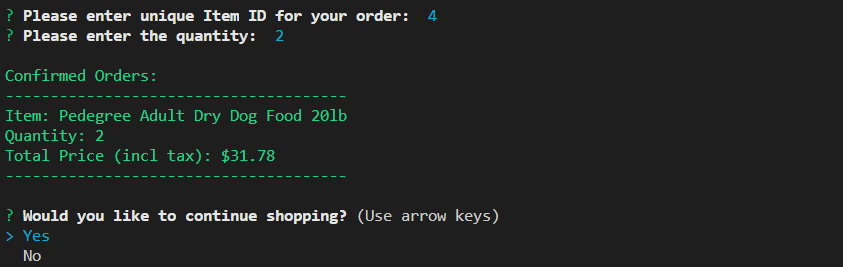 ? Please enter unique Item ID for your order: 4
? Please enter the quantity: 2
Confirmed Orders:
--------------------------------------
Item: Pedegree Adult Dry Dog Food 20lb
Quantity: 2
Total Price (incl tax): $31.78
--------------------------------------
? Would you like to continue shopping? (Use arrow keys)
> Yes
No